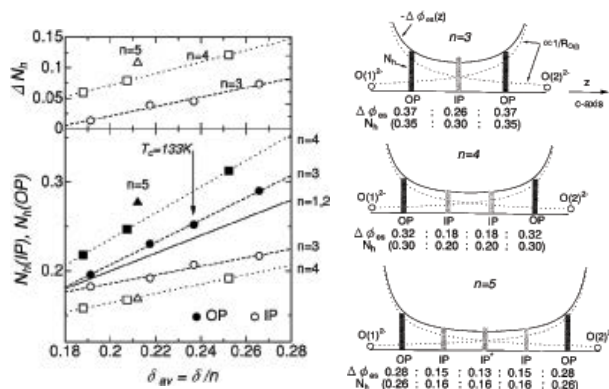 0.15
0.10
0.05
0
ΔN_h
n=5
n=4
n=3
T_c=133K
n=4
n=5
n=3
n=1,2
n=3
n=4
0.3
0.2
N_h(IP), N_h(OP)
● OP ○ IP
0.18 0.20 0.22 0.24 0.26 0.28
δ_av = δ/n
-Δφ_es(z)
n=3
N_h
O(1)²⁻
O(2)²⁻
z
c-axis
OP IP OP
Δφ_es 0.37 : 0.26 : 0.37
N_h (0.35 : 0.30 : 0.35)
n=4
O(1)²⁻
O(2)²⁻
OP IP IP OP
Δφ_es 0.32 : 0.18 : 0.18 : 0.32
N_h (0.30 : 0.20 : 0.20 : 0.30)
n=5
O(1)²⁻
O(2)²⁻
OP IP IP* IP OP
Δφ_es 0.28 : 0.15 : 0.13 : 0.15 : 0.28
N_h (0.26 : 0.16 : 0.16 : 0.16 : 0.26)